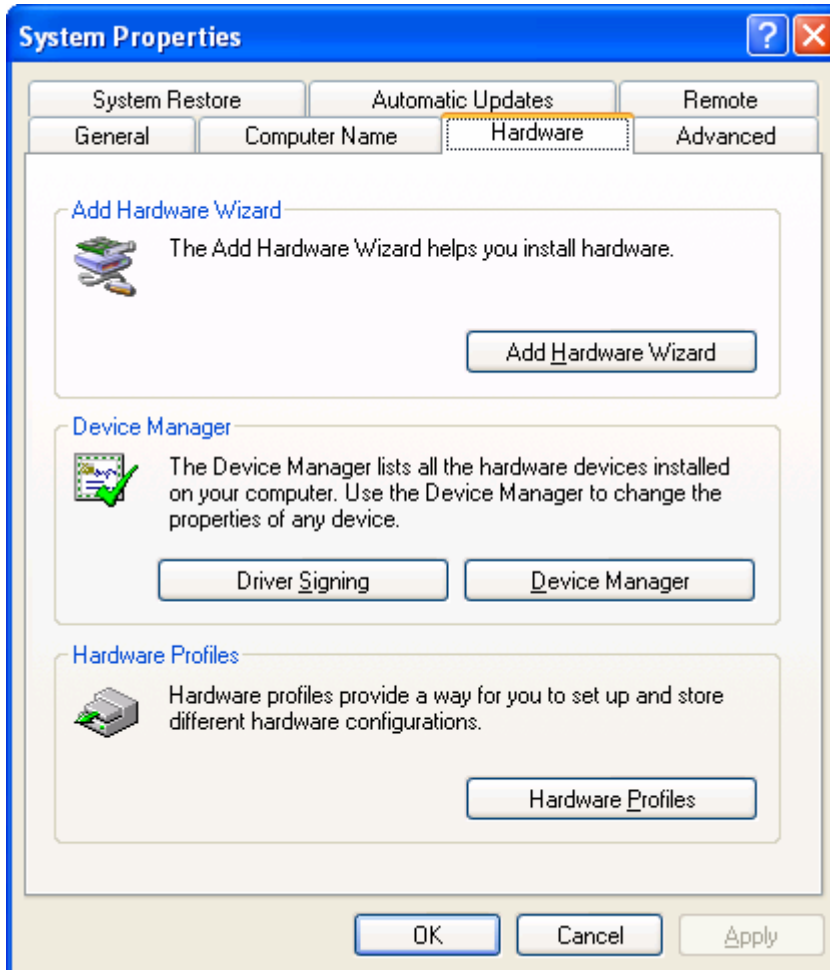 System Properties
System Restore
Automatic Updates
Remote
General
Computer Name
Hardware
Advanced
Add Hardware Wizard
The Add Hardware Wizard helps you install hardware.
Add Hardware Wizard
Device Manager
The Device Manager lists all the hardware devices installed
on your computer. Use the Device Manager to change the
properties of any device.
Driver Signing
Device Manager
Hardware Profiles
Hardware profiles provide a way for you to set up and store
different hardware configurations.
Hardware Profiles
OK
Cancel
Apply